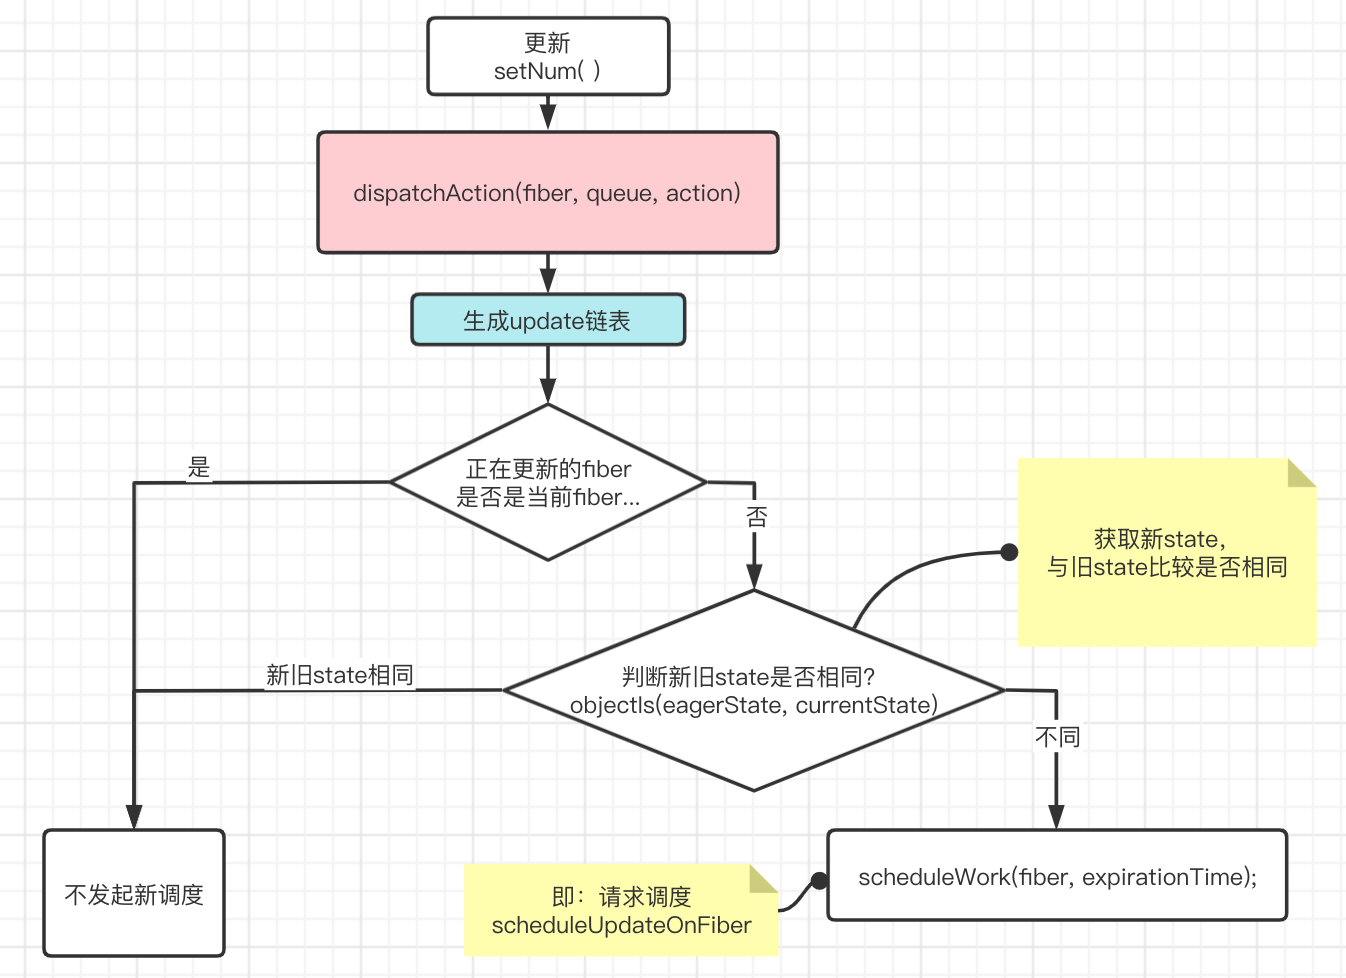 更新
setNum( )
dispatchAction(fiber, queue, action)
生成update链表
正在更新的fiber
是否是当前fiber...
是
否
获取新state,
与旧state比较是否相同
判断新旧state是否相同?
objectIs(eagerState, currentState)
新旧state相同
不同
不发起新调度
scheduleWork(fiber, expirationTime);
即：请求调度
scheduleUpdateOnFiber